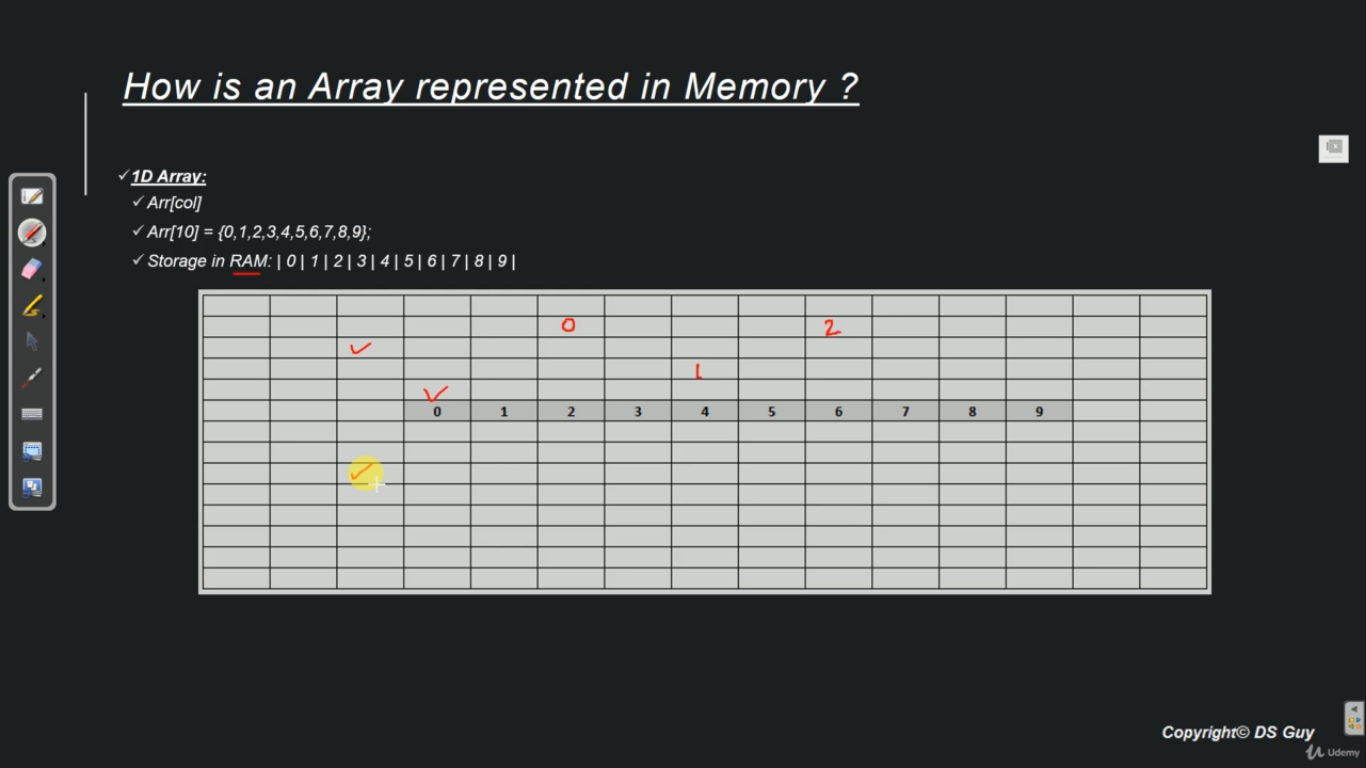 How is an Array represented in Memory ?
✓1D Array:
✓ Arr[col]
✓ Arr[10] = {0,1,2,3,4,5,6,7,8,9};
✓ Storage in RAM: | 0 | 1 | 2 | 3 | 4 | 5 | 6 | 7 | 8 | 9 |
0 2
✓
1
✓
0 1 2 3 4 5 6 7 8 9
✓
Copyright© DS Guy
Udemy